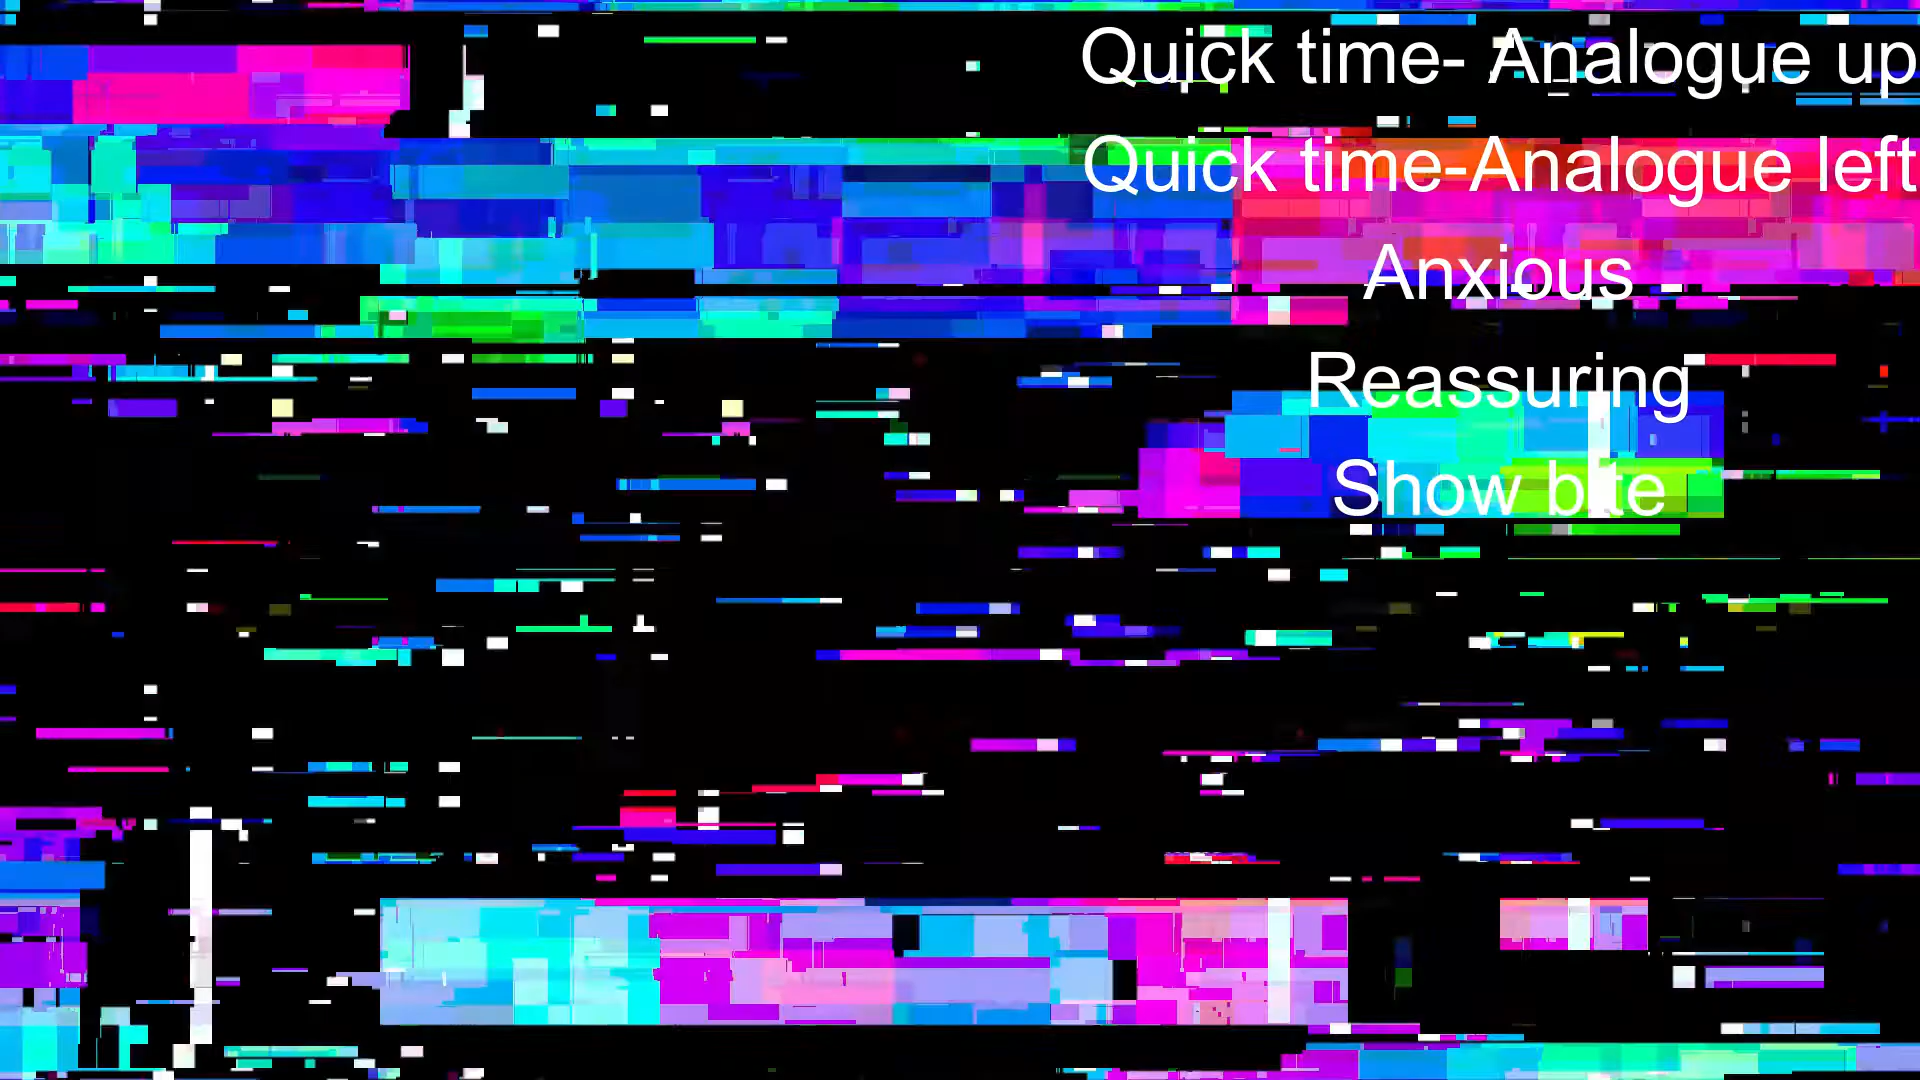 Quick time- Analogue up
Quick time-Analogue left
Anxious
Reassuring
Show bite